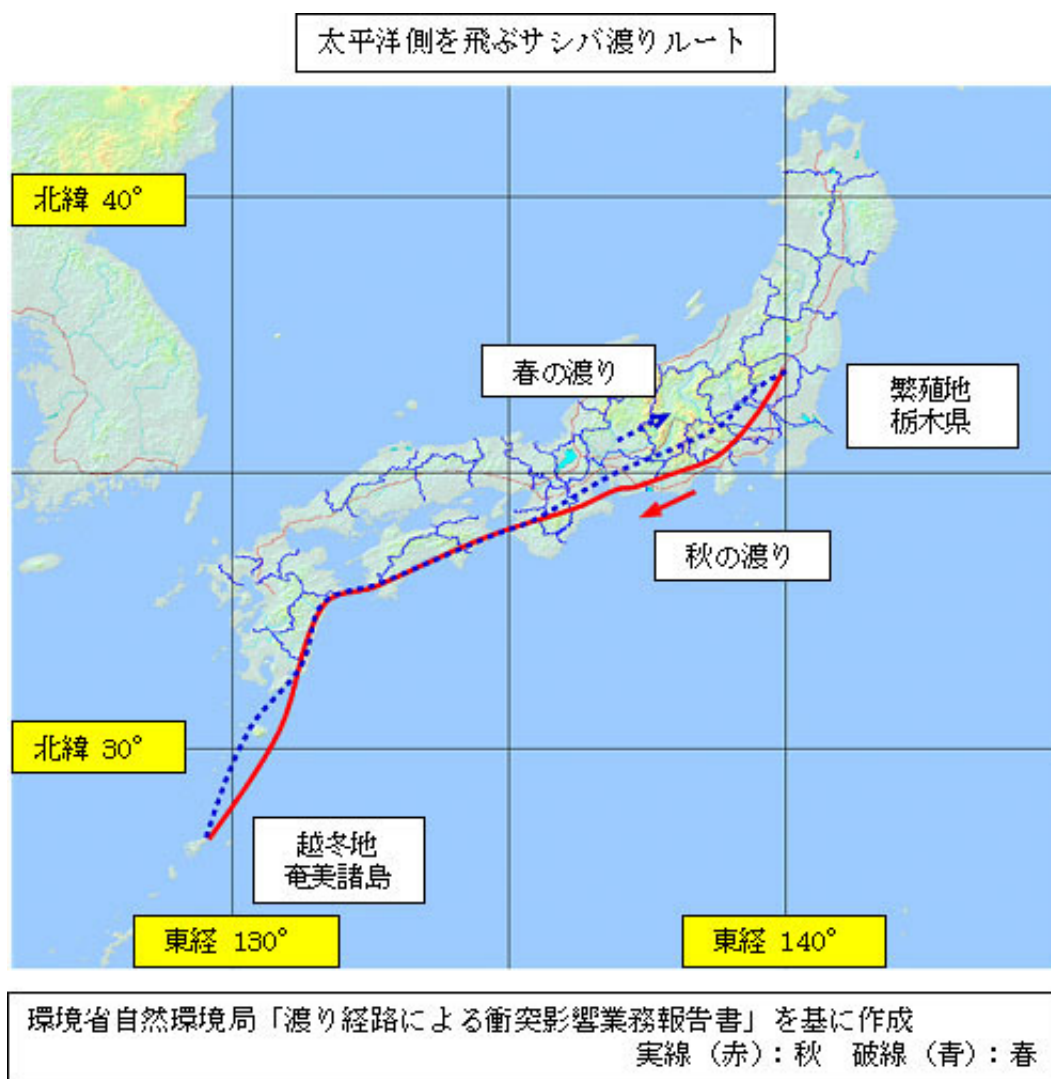 太平洋側を飛ぶサシバ渡りルート
北緯 40°
春の渡り
繁殖地
栃木県
秋の渡り
北緯 30°
越冬地
奄美諸島
東経 130°
東経 140°
環境省自然環境局「渡り経路による衝突影響業務報告書」を基に作成
実線（赤）：秋　破線（青）：春